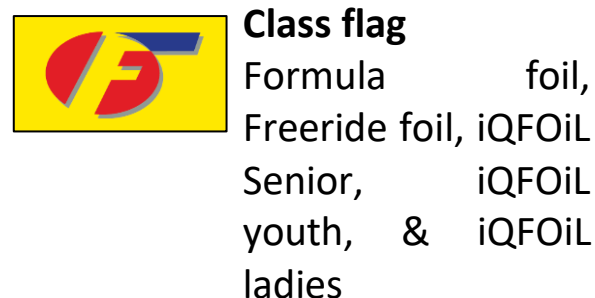 Class flag
Formula foil,
Freeride foil, iQFOiL
Senior, iQFOiL
youth, & iQFOiL
ladies